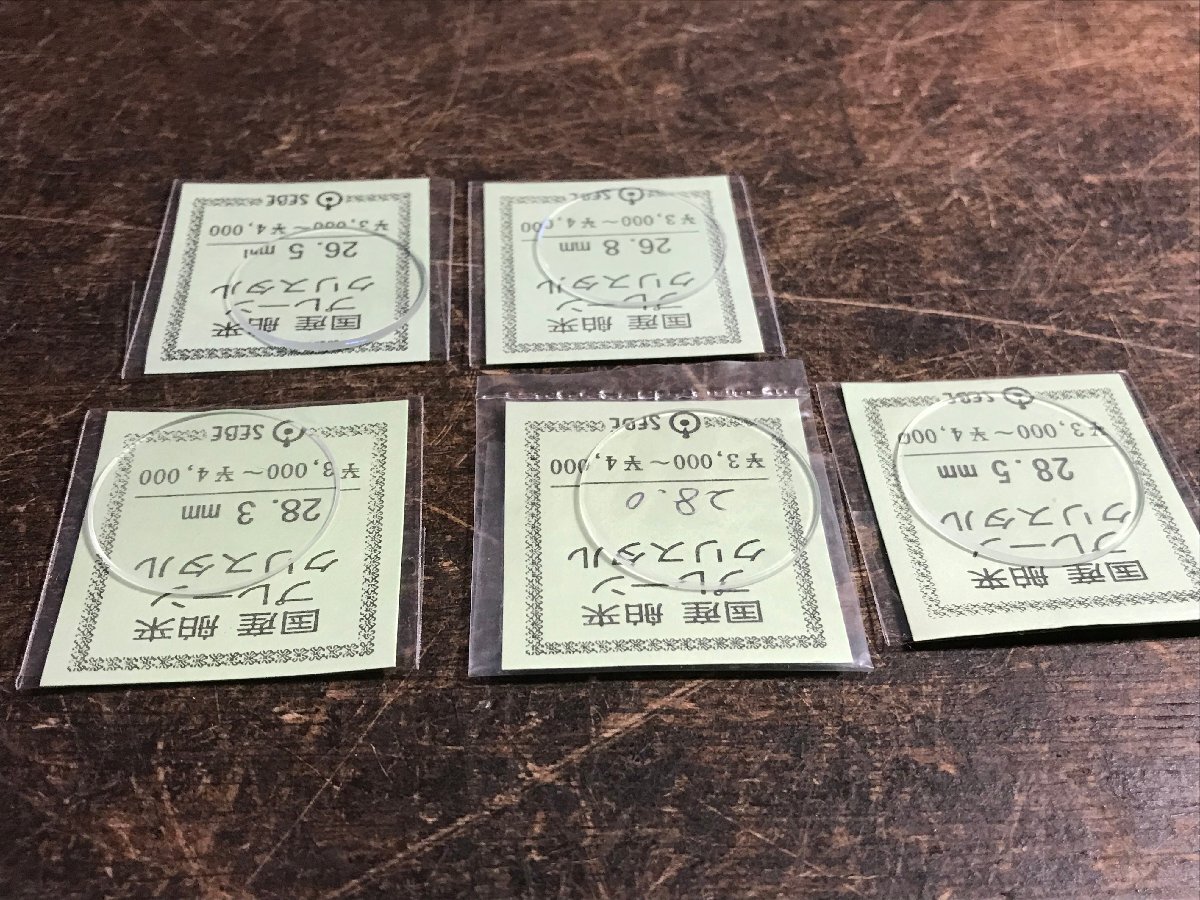 国産 舶来
プレーン
クリスタル
28.5 mm
¥3,000～¥4,000
SEBE
国産 舶来
プレーン
クリスタル
28.0
¥3,000～¥4,000
SEBE
国産 舶来
プレーン
クリスタル
28.3 mm
¥3,000～¥4,000
SEBE
国産 舶来
プレーン
クリスタル
26.8 mm
¥3,000～¥4,000
SEBE
国産 舶来
プレーン
クリスタル
26.5 mm
¥3,000～¥4,000
SEBE